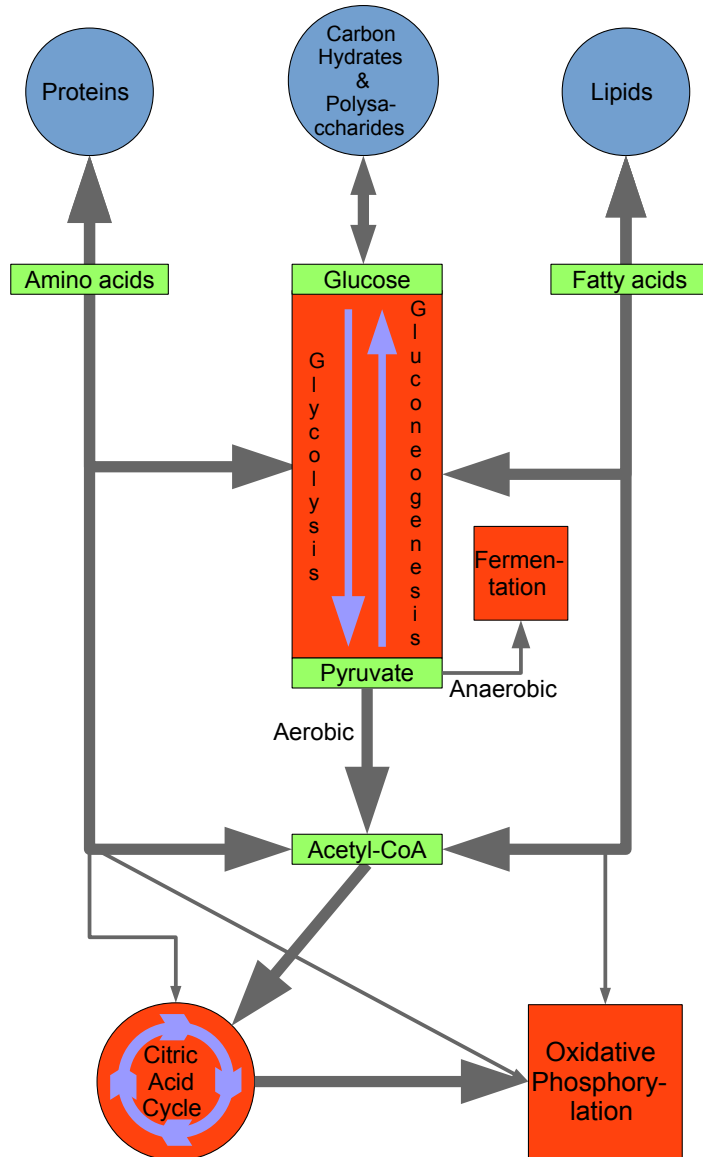 Proteins
Carbon
Hydrates
&
Polysa-
ccharides
Lipids
Amino acids
Glucose
Fatty acids
Glycolysis
Gluconeogenesis
Fermen-
tation
Pyruvate
Anaerobic
Aerobic
Acetyl-CoA
Citric
Acid
Cycle
Oxidative
Phosphory-
lation